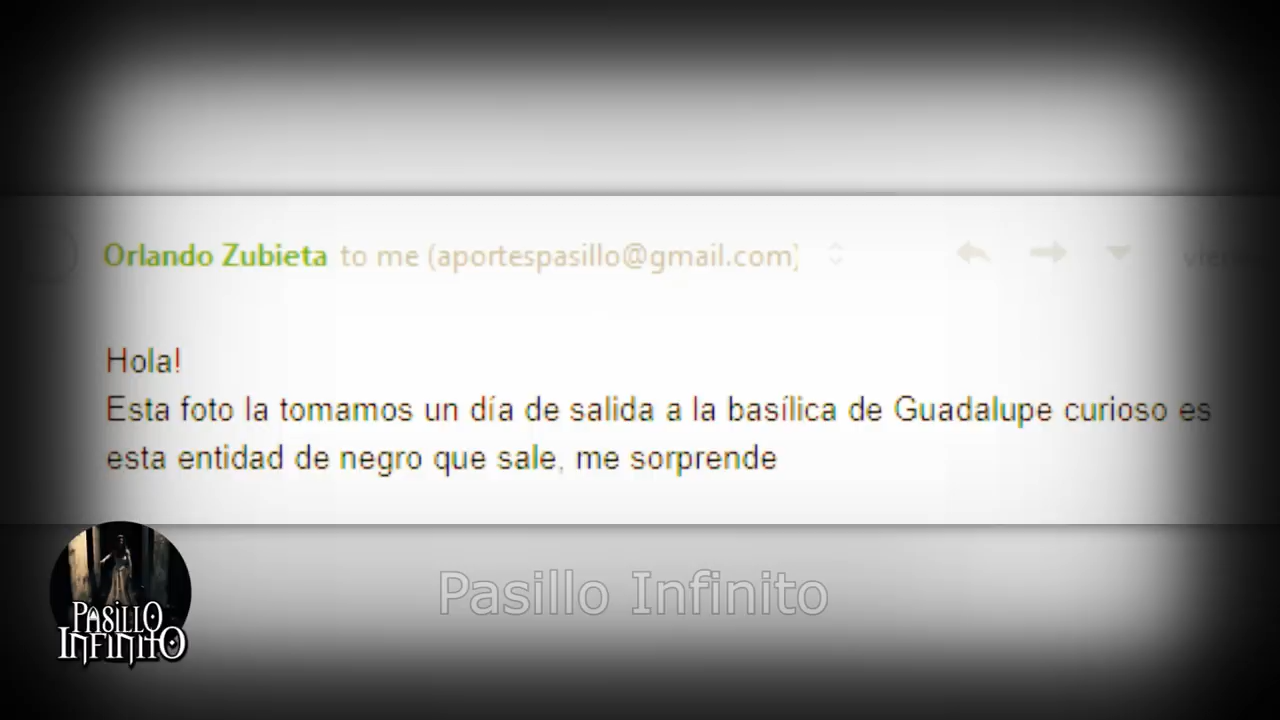 Orlando Zubieta to me (aportespasillo@gmail.com)
Hola!
Esta foto la tomamos un día de salida a la basílica de Guadalupe curioso es
esta entidad de negro que sale, me sorprende
Pasillo Infinito
PASILLO
INFINITO